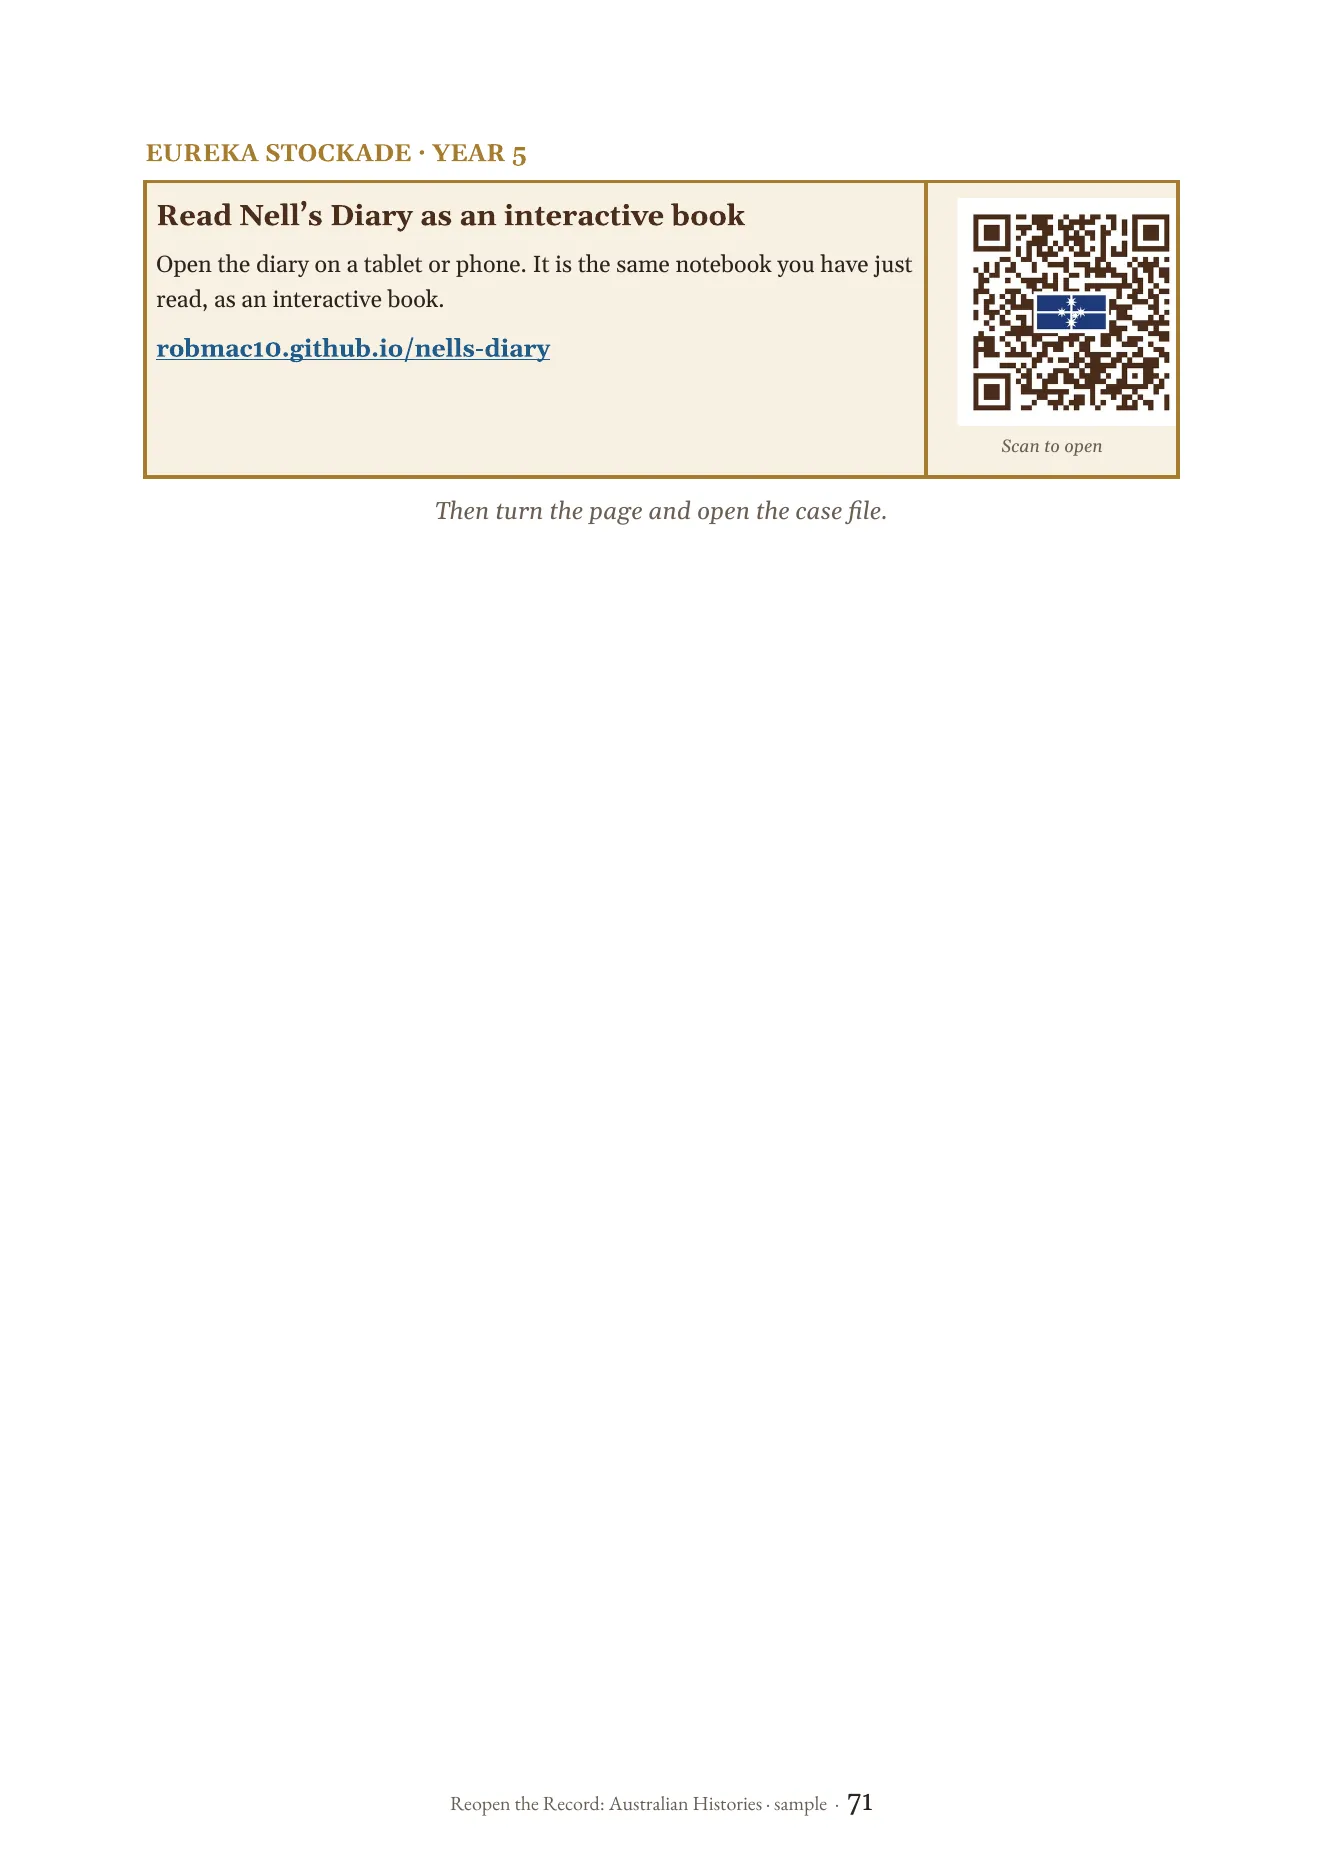 EUREKA STOCKADE · YEAR 5
Read Nell’s Diary as an interactive book
Open the diary on a tablet or phone. It is the same notebook you have just
read, as an interactive book.
robmac10.github.io/nells-diary
Scan to open
Then turn the page and open the case file.
Reopen the Record: Australian Histories · sample · 71